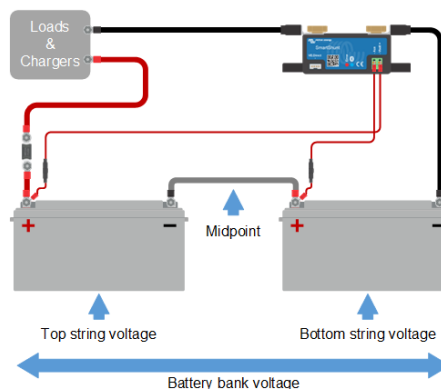 Loads
&
Chargers
SmartShunt
+
−
Midpoint
+
−
Top string voltage
Bottom string voltage
Battery bank voltage